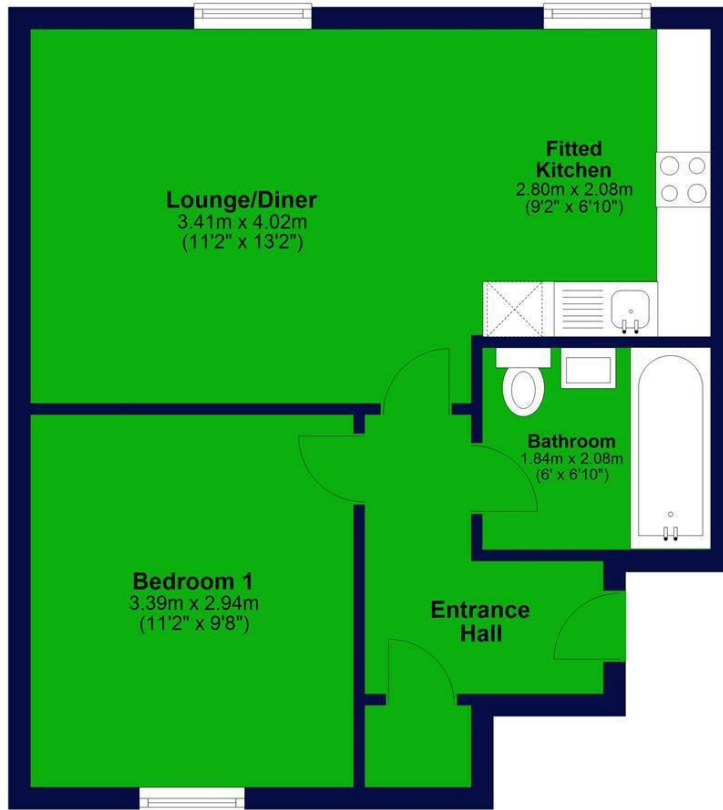 Fitted
Kitchen
2.80m x 2.08m
(9'2" x 6'10")
Lounge/Diner
3.41m x 4.02m
(11'2" x 13'2")
Bathroom
1.84m x 2.08m
(6' x 6'10")
Bedroom 1
3.39m x 2.94m
(11'2" x 9'8")
Entrance
Hall